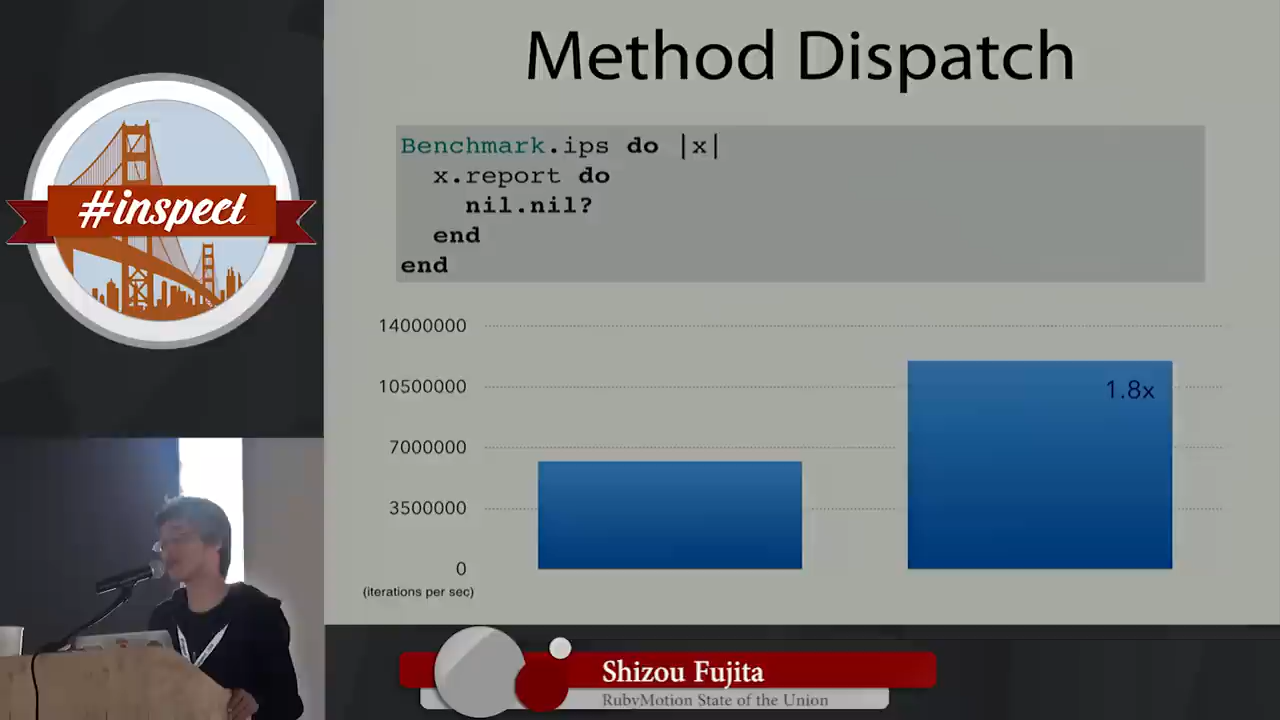 Method Dispatch
Benchmark.ips do |x|
x.report do
nil.nil?
end
end
#inspect
14000000
10500000
7000000
3500000
0
(iterations per sec)
1.8x
Shizou Fujita
RubyMotion State of the Union